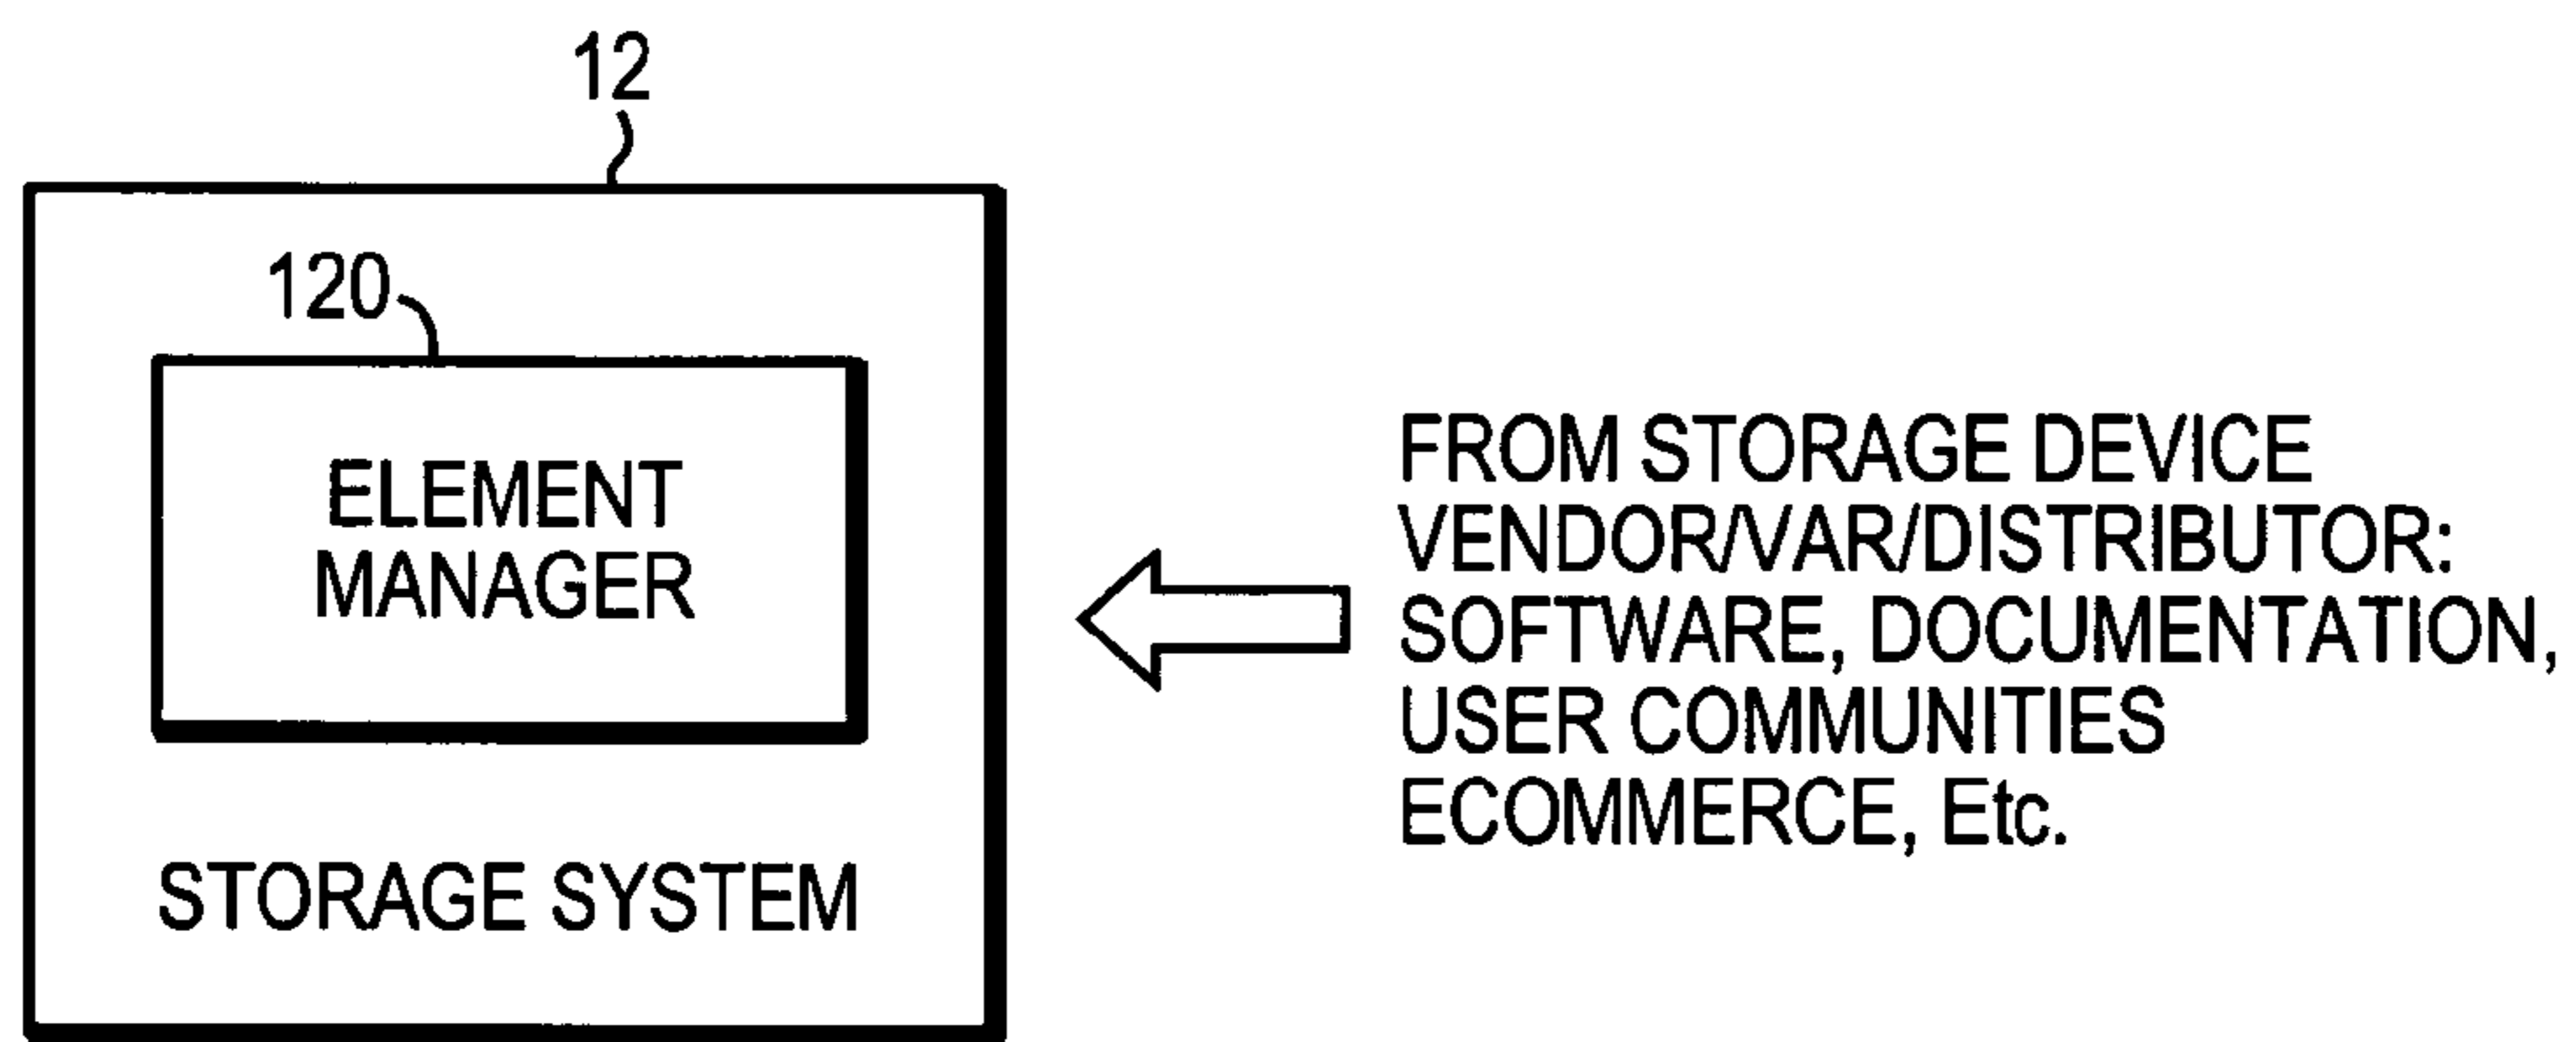 12
120
ELEMENT
MANAGER
STORAGE SYSTEM
FROM STORAGE DEVICE
VENDOR/VAR/DISTRIBUTOR:
SOFTWARE, DOCUMENTATION,
USER COMMUNITIES
ECOMMERCE, Etc.